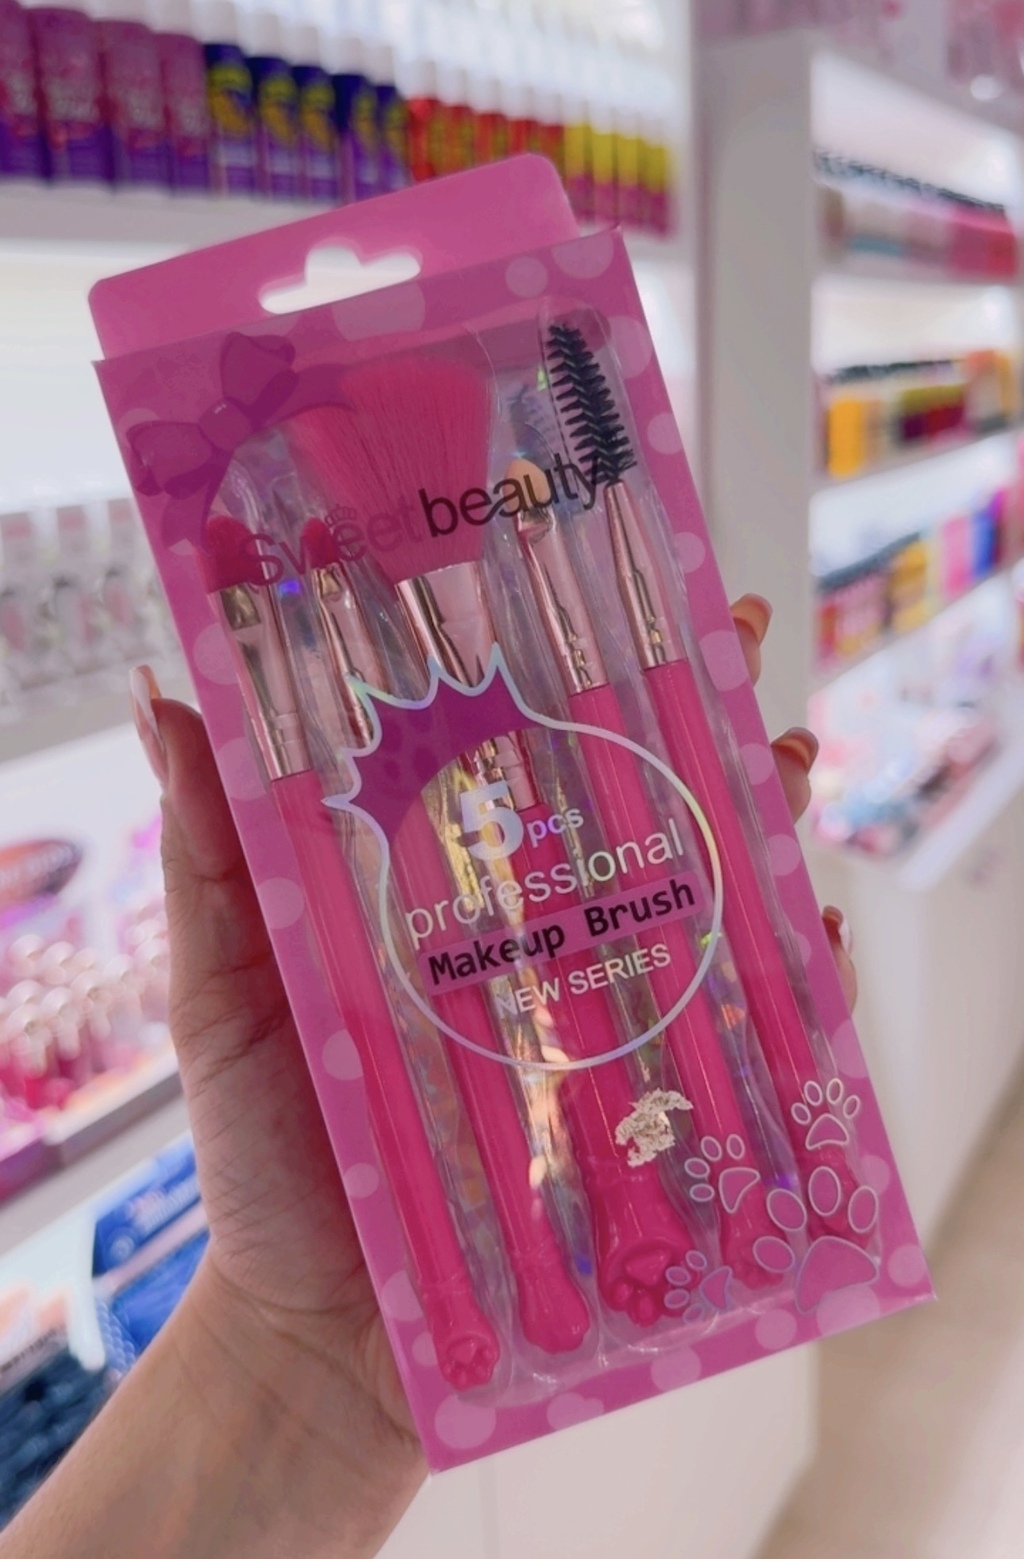 sweetbeauty
5pcs
professional
Makeup Brush
NEW SERIES